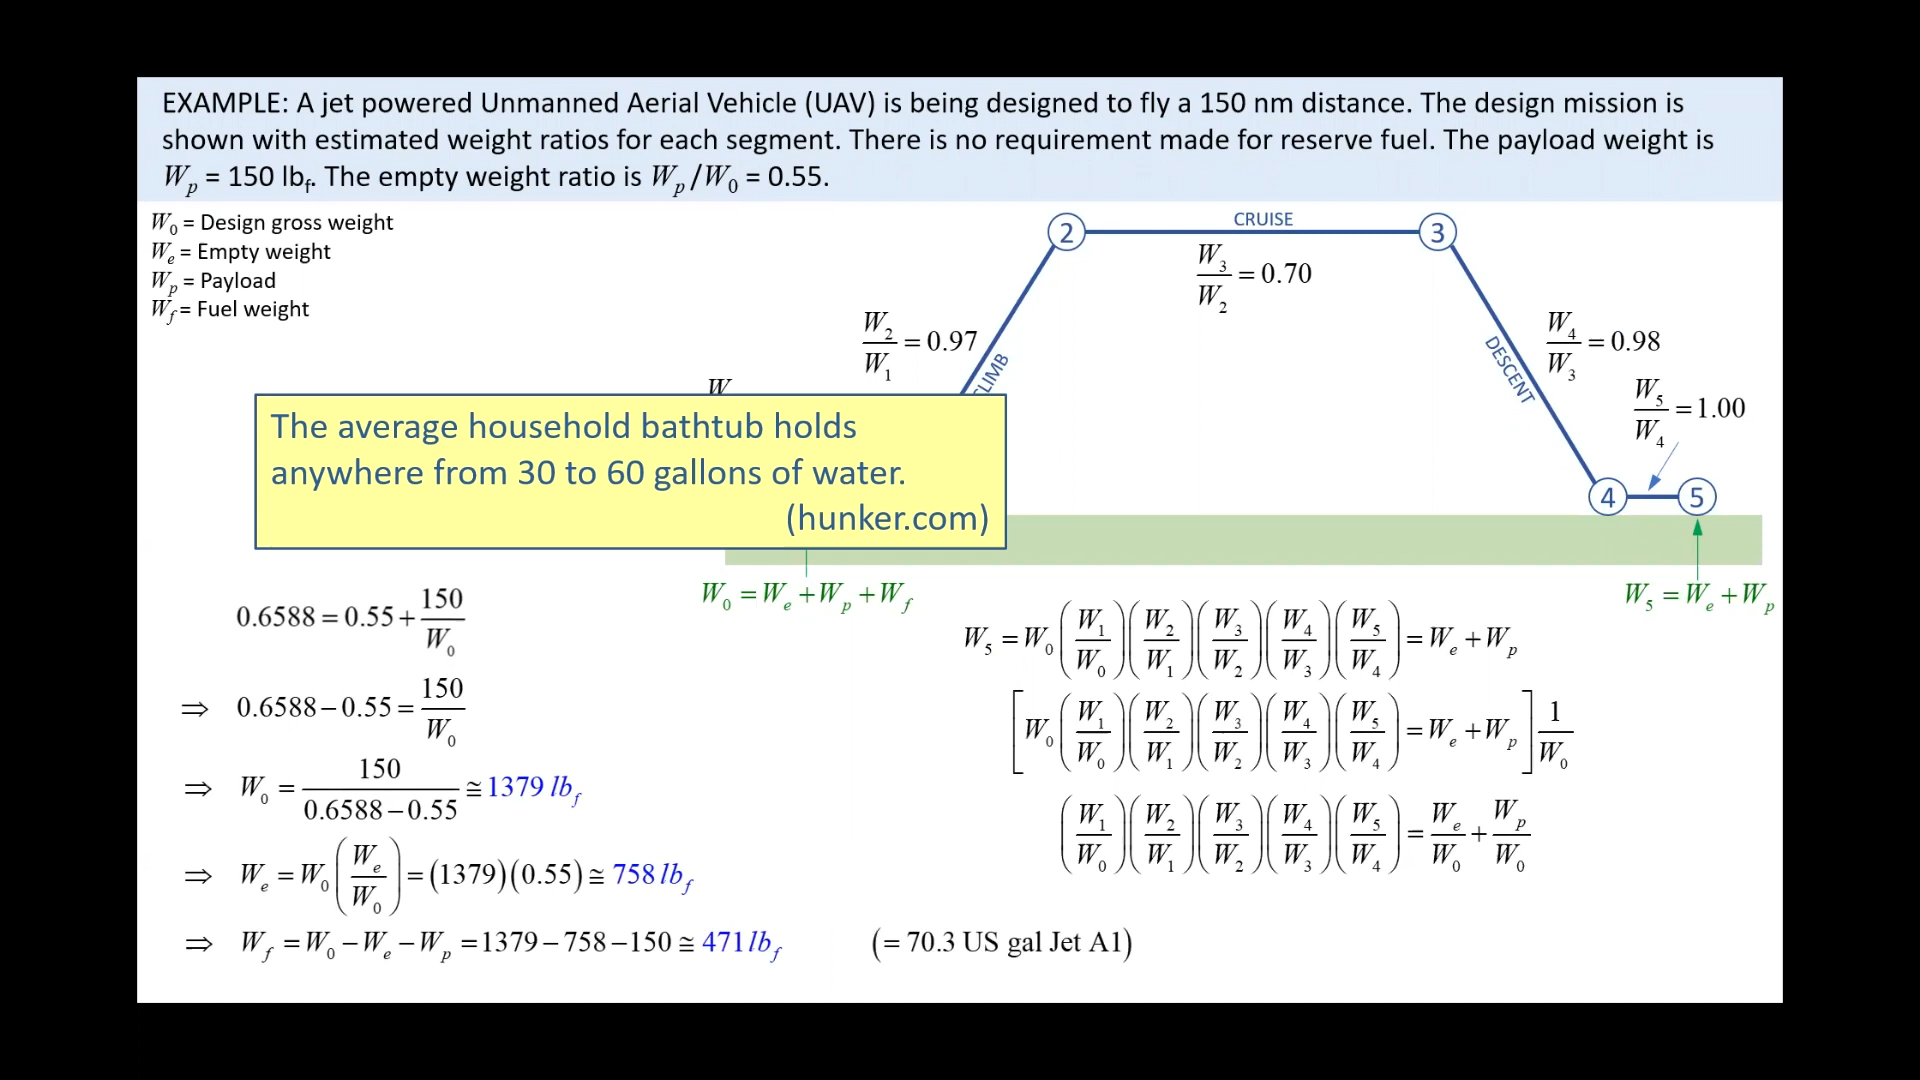 EXAMPLE: A jet powered Unmanned Aerial Vehicle (UAV) is being designed to fly a 150 nm distance. The design mission is
shown with estimated weight ratios for each segment. There is no requirement made for reserve fuel. The payload weight is
W_p = 150 lb_f. The empty weight ratio is W_p/W_0 = 0.55.
W_0 = Design gross weight
W_e = Empty weight
W_p = Payload
W_f = Fuel weight
2
CRUISE
3
W_3/W_2 = 0.70
W_2/W_1 = 0.97
LIMB
W
DESCENT
W_4/W_3 = 0.98
W_5/W_4 = 1.00
4
5
The average household bathtub holds
anywhere from 30 to 60 gallons of water.
(hunker.com)
W_0 = W_e + W_p + W_f
W_5 = W_e + W_p
0.6588 = 0.55 + 150/W_0
⇒ 0.6588 − 0.55 = 150/W_0
⇒ W_0 = 150/(0.6588 − 0.55) ≅ 1379 lb_f
⇒ W_e = W_0 (W_e/W_0) = (1379)(0.55) ≅ 758 lb_f
⇒ W_f = W_0 − W_e − W_p = 1379 − 758 − 150 ≅ 471 lb_f (= 70.3 US gal Jet A1)
W_5 = W_0 (W_1/W_0)(W_2/W_1)(W_3/W_2)(W_4/W_3)(W_5/W_4) = W_e + W_p
[W_0 (W_1/W_0)(W_2/W_1)(W_3/W_2)(W_4/W_3)(W_5/W_4) = W_e + W_p] 1/W_0
(W_1/W_0)(W_2/W_1)(W_3/W_2)(W_4/W_3)(W_5/W_4) = W_e/W_0 + W_p/W_0